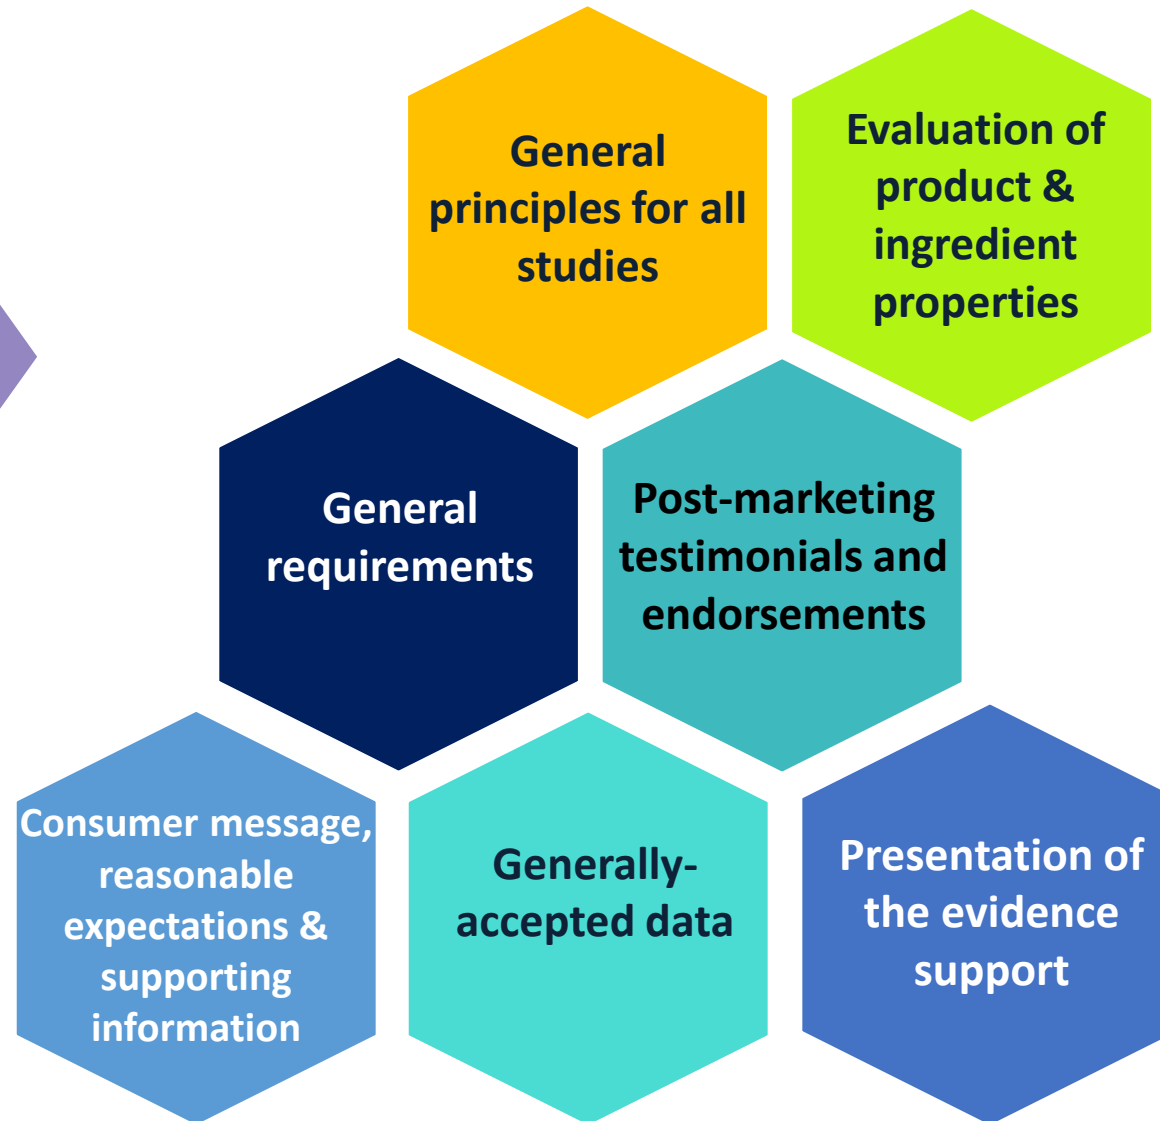 General
principles for all
studies
Evaluation of
product &
ingredient
properties
General
requirements
Post-marketing
testimonials and
endorsements
Consumer message,
reasonable
expectations &
supporting
information
Generally-
accepted data
Presentation of
the evidence
support